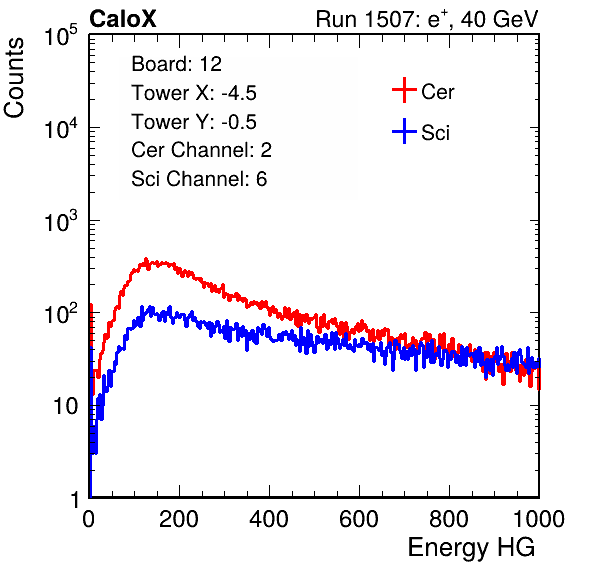 CaloX Run 1507: e⁺, 40 GeV
Counts
10⁵
10⁴
10³
10²
10
1
Board: 12
Tower X: -4.5
Tower Y: -0.5
Cer Channel: 2
Sci Channel: 6
Cer
Sci
0 200 400 600 800 1000
Energy HG